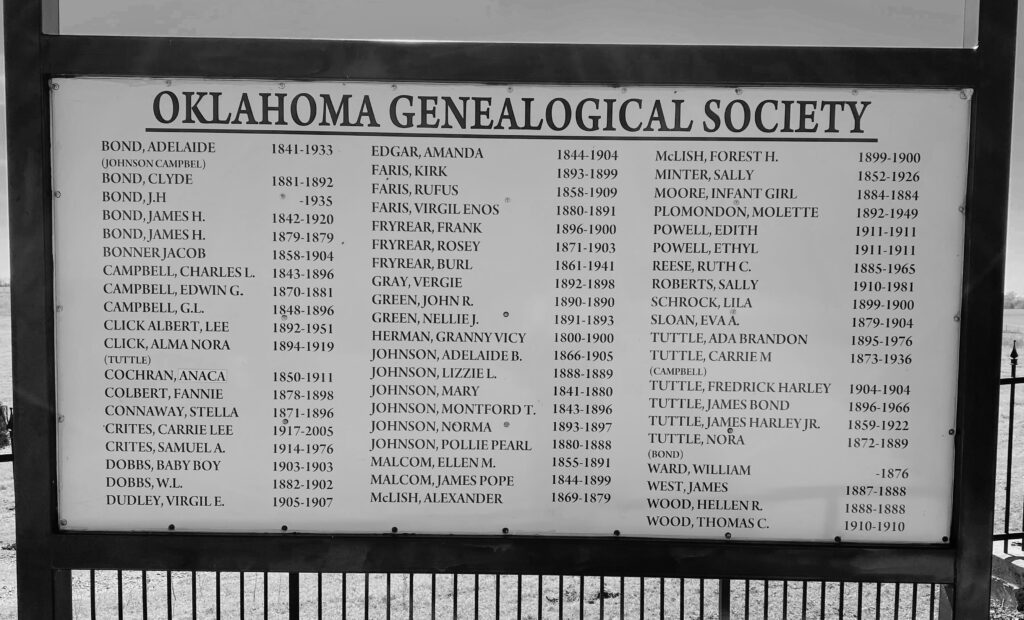 OKLAHOMA GENEALOGICAL SOCIETY
BOND, ADELAIDE 1841-1933
(JOHNSON CAMPBEL)
BOND, CLYDE 1881-1892
BOND, J.H -1935
BOND, JAMES H. 1842-1920
BOND, JAMES H. 1879-1879
BONNER JACOB 1858-1904
CAMPBELL, CHARLES L. 1843-1896
CAMPBELL, EDWIN G. 1870-1881
CAMPBELL, G.L. 1848-1896
CLICK ALBERT, LEE 1892-1951
CLICK, ALMA NORA 1894-1919
(TUTTLE)
COCHRAN, ANACA 1850-1911
COLBERT, FANNIE 1878-1898
CONNAWAY, STELLA 1871-1896
CRITES, CARRIE LEE 1917-2005
CRITES, SAMUEL A. 1914-1976
DOBBS, BABY BOY 1903-1903
DOBBS, W.L. 1882-1902
DUDLEY, VIRGIL E. 1905-1907
EDGAR, AMANDA 1844-1904
FARIS, KIRK 1893-1899
FARIS, RUFUS 1858-1909
FARIS, VIRGIL ENOS 1880-1891
FRYREAR, FRANK 1896-1900
FRYREAR, ROSEY 1871-1903
FRYREAR, BURL 1861-1941
GRAY, VERGIE 1892-1898
GREEN, JOHN R. 1890-1890
GREEN, NELLIE J. 1891-1893
HERMAN, GRANNY VICY 1800-1900
JOHNSON, ADELAIDE B. 1866-1905
JOHNSON, LIZZIE L. 1888-1889
JOHNSON, MARY 1841-1880
JOHNSON, MONTFORD T. 1843-1896
JOHNSON, NORMA 1893-1897
JOHNSON, POLLIE PEARL 1880-1888
MALCOM, ELLEN M. 1855-1891
MALCOM, JAMES POPE 1844-1899
McLISH, ALEXANDER 1869-1879
McLISH, FOREST H. 1899-1900
MINTER, SALLY 1852-1926
MOORE, INFANT GIRL 1884-1884
PLOMONDON, MOLETTE 1892-1949
POWELL, EDITH 1911-1911
POWELL, ETHYL 1911-1911
REESE, RUTH C. 1885-1965
ROBERTS, SALLY 1910-1981
SCHROCK, LILA 1899-1900
SLOAN, EVA A. 1879-1904
TUTTLE, ADA BRANDON 1895-1976
TUTTLE, CARRIE M 1873-1936
(CAMPBELL)
TUTTLE, FREDRICK HARLEY 1904-1904
TUTTLE, JAMES BOND 1896-1966
TUTTLE, JAMES HARLEY JR. 1859-1922
TUTTLE, NORA 1872-1889
(BOND)
WARD, WILLIAM -1876
WEST, JAMES 1887-1888
WOOD, HELLEN R. 1888-1888
WOOD, THOMAS C. 1910-1910